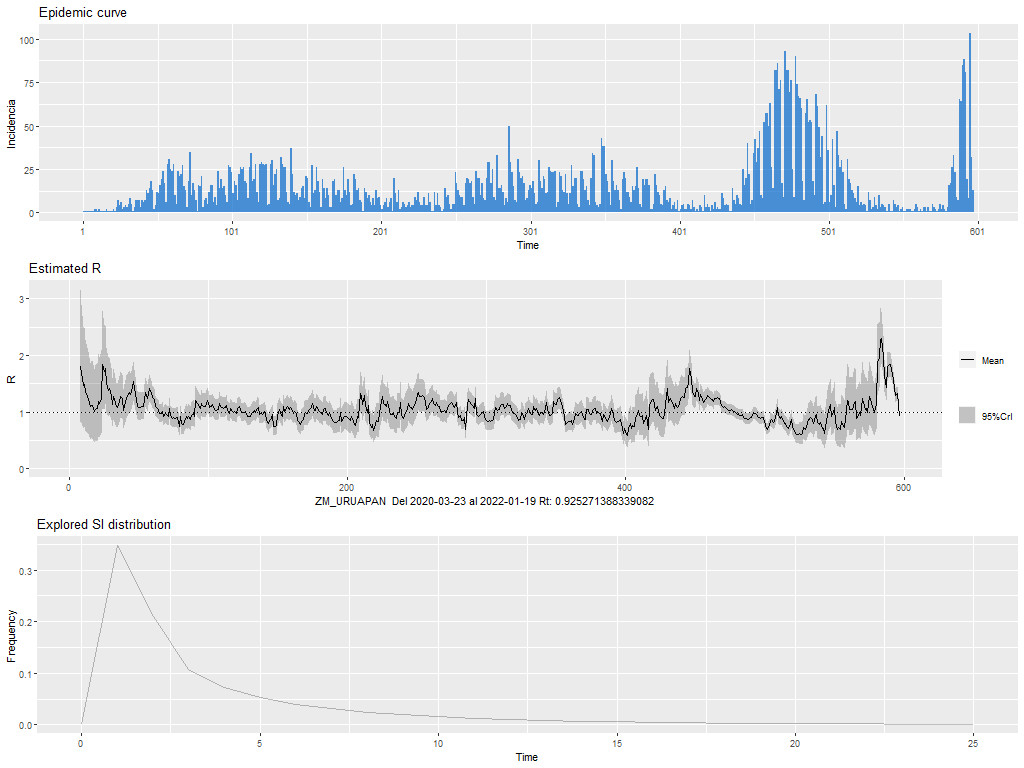 Epidemic curve
100
75
50
25
0
Incidencia
1 101 201 301 401 501 601
Time
Estimated R
3
2
1
0
R
0 200 400 600
ZM_URUAPAN Del 2020-03-23 al 2022-01-19 Rt: 0.925271388339082
Mean
95%CrI
Explored SI distribution
0.3
0.2
0.1
0.0
Frequency
0 5 10 15 20 25
Time